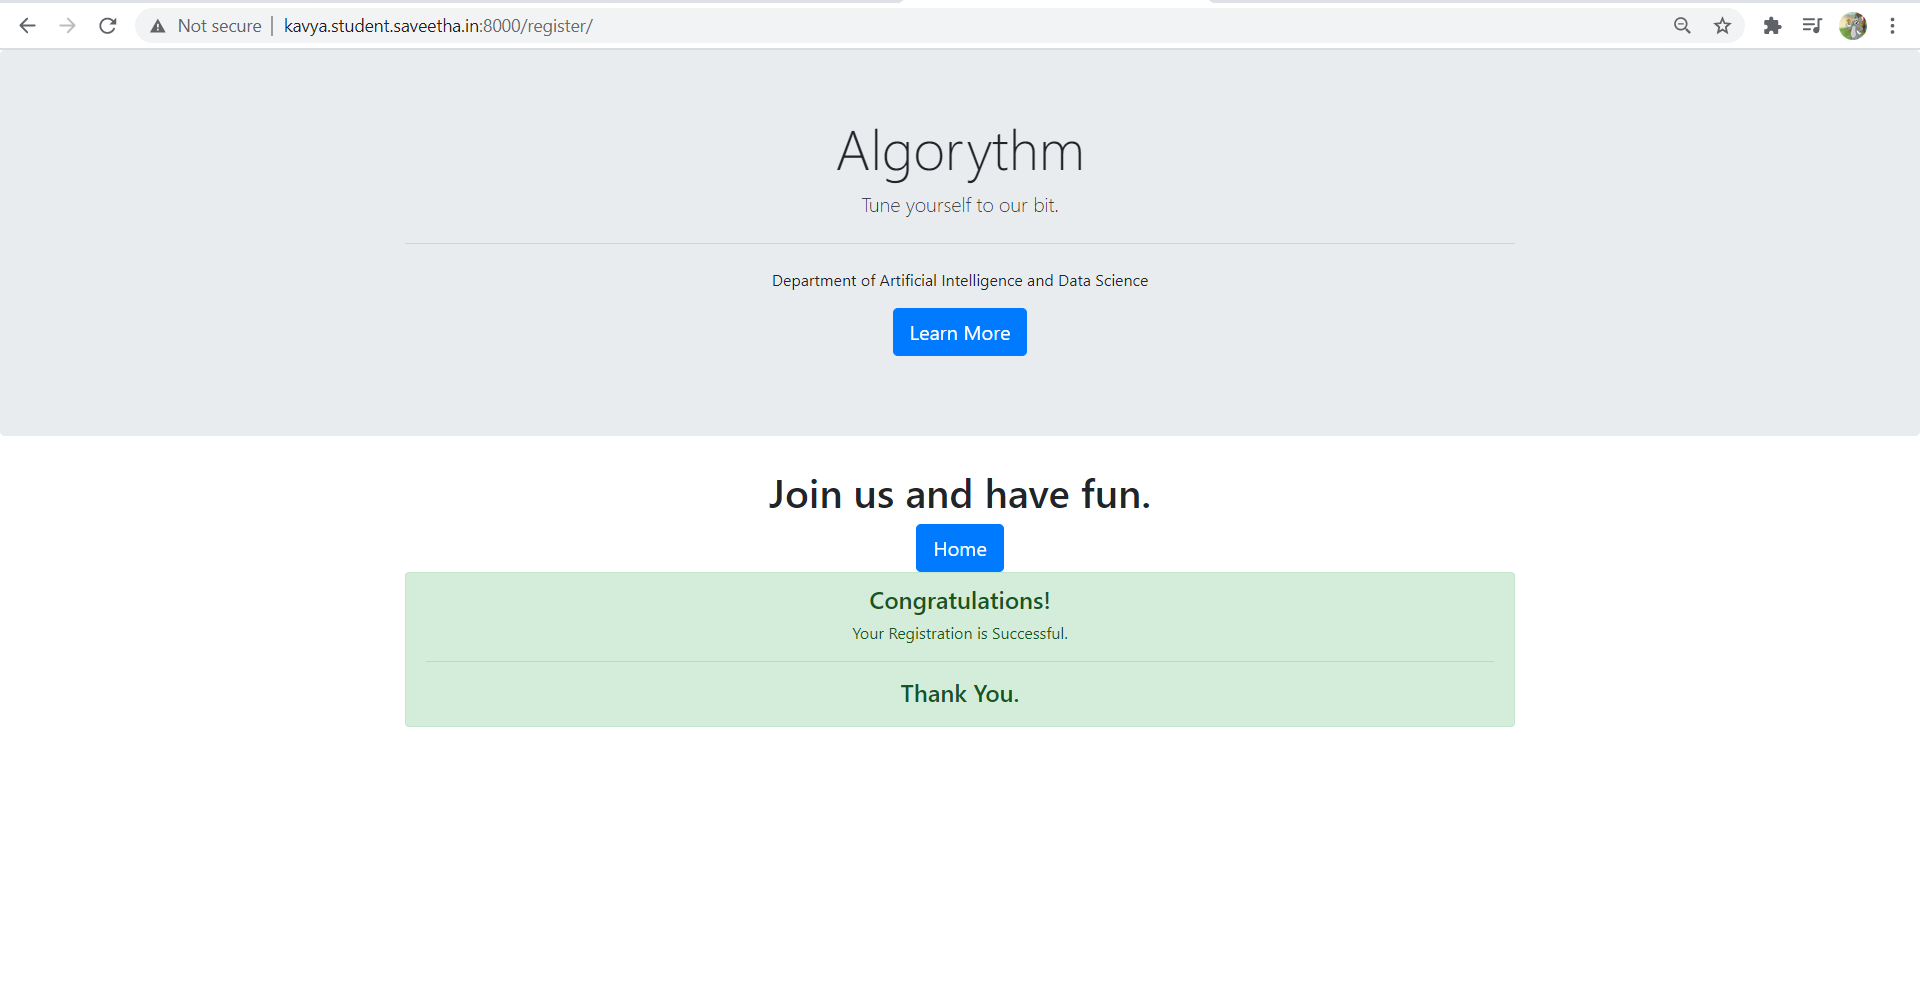 Not secure | kavya.student.saveetha.in:8000/register/
Algorythm
Tune yourself to our bit.
Department of Artificial Intelligence and Data Science
Learn More
Join us and have fun.
Home
Congratulations!
Your Registration is Successful.
Thank You.